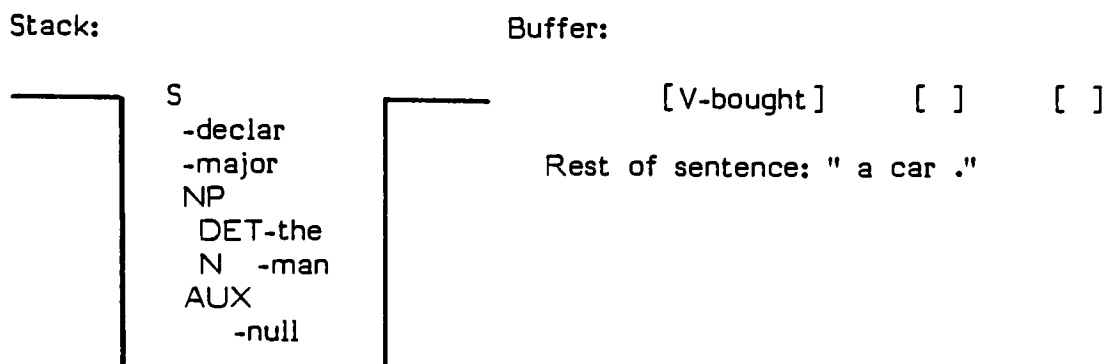 Stack: Buffer:
S [V-bought] [ ] [ ]
-declar
-major Rest of sentence: " a car ."
NP
DET-the
N -man
AUX
-null